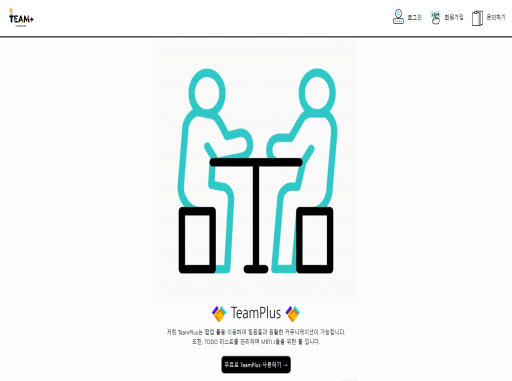 TEAM+
로그인
회원가입
문의하기
TeamPlus
저희 TeamPlus는 협업 툴을 이용하여 팀원들과 원활한 커뮤니케이션이 가능합니다.
또한, TODO 리스트를 관리하며 MBTI J들을 위한 툴 입니다.
무료로 TeamPlus 사용하기 →